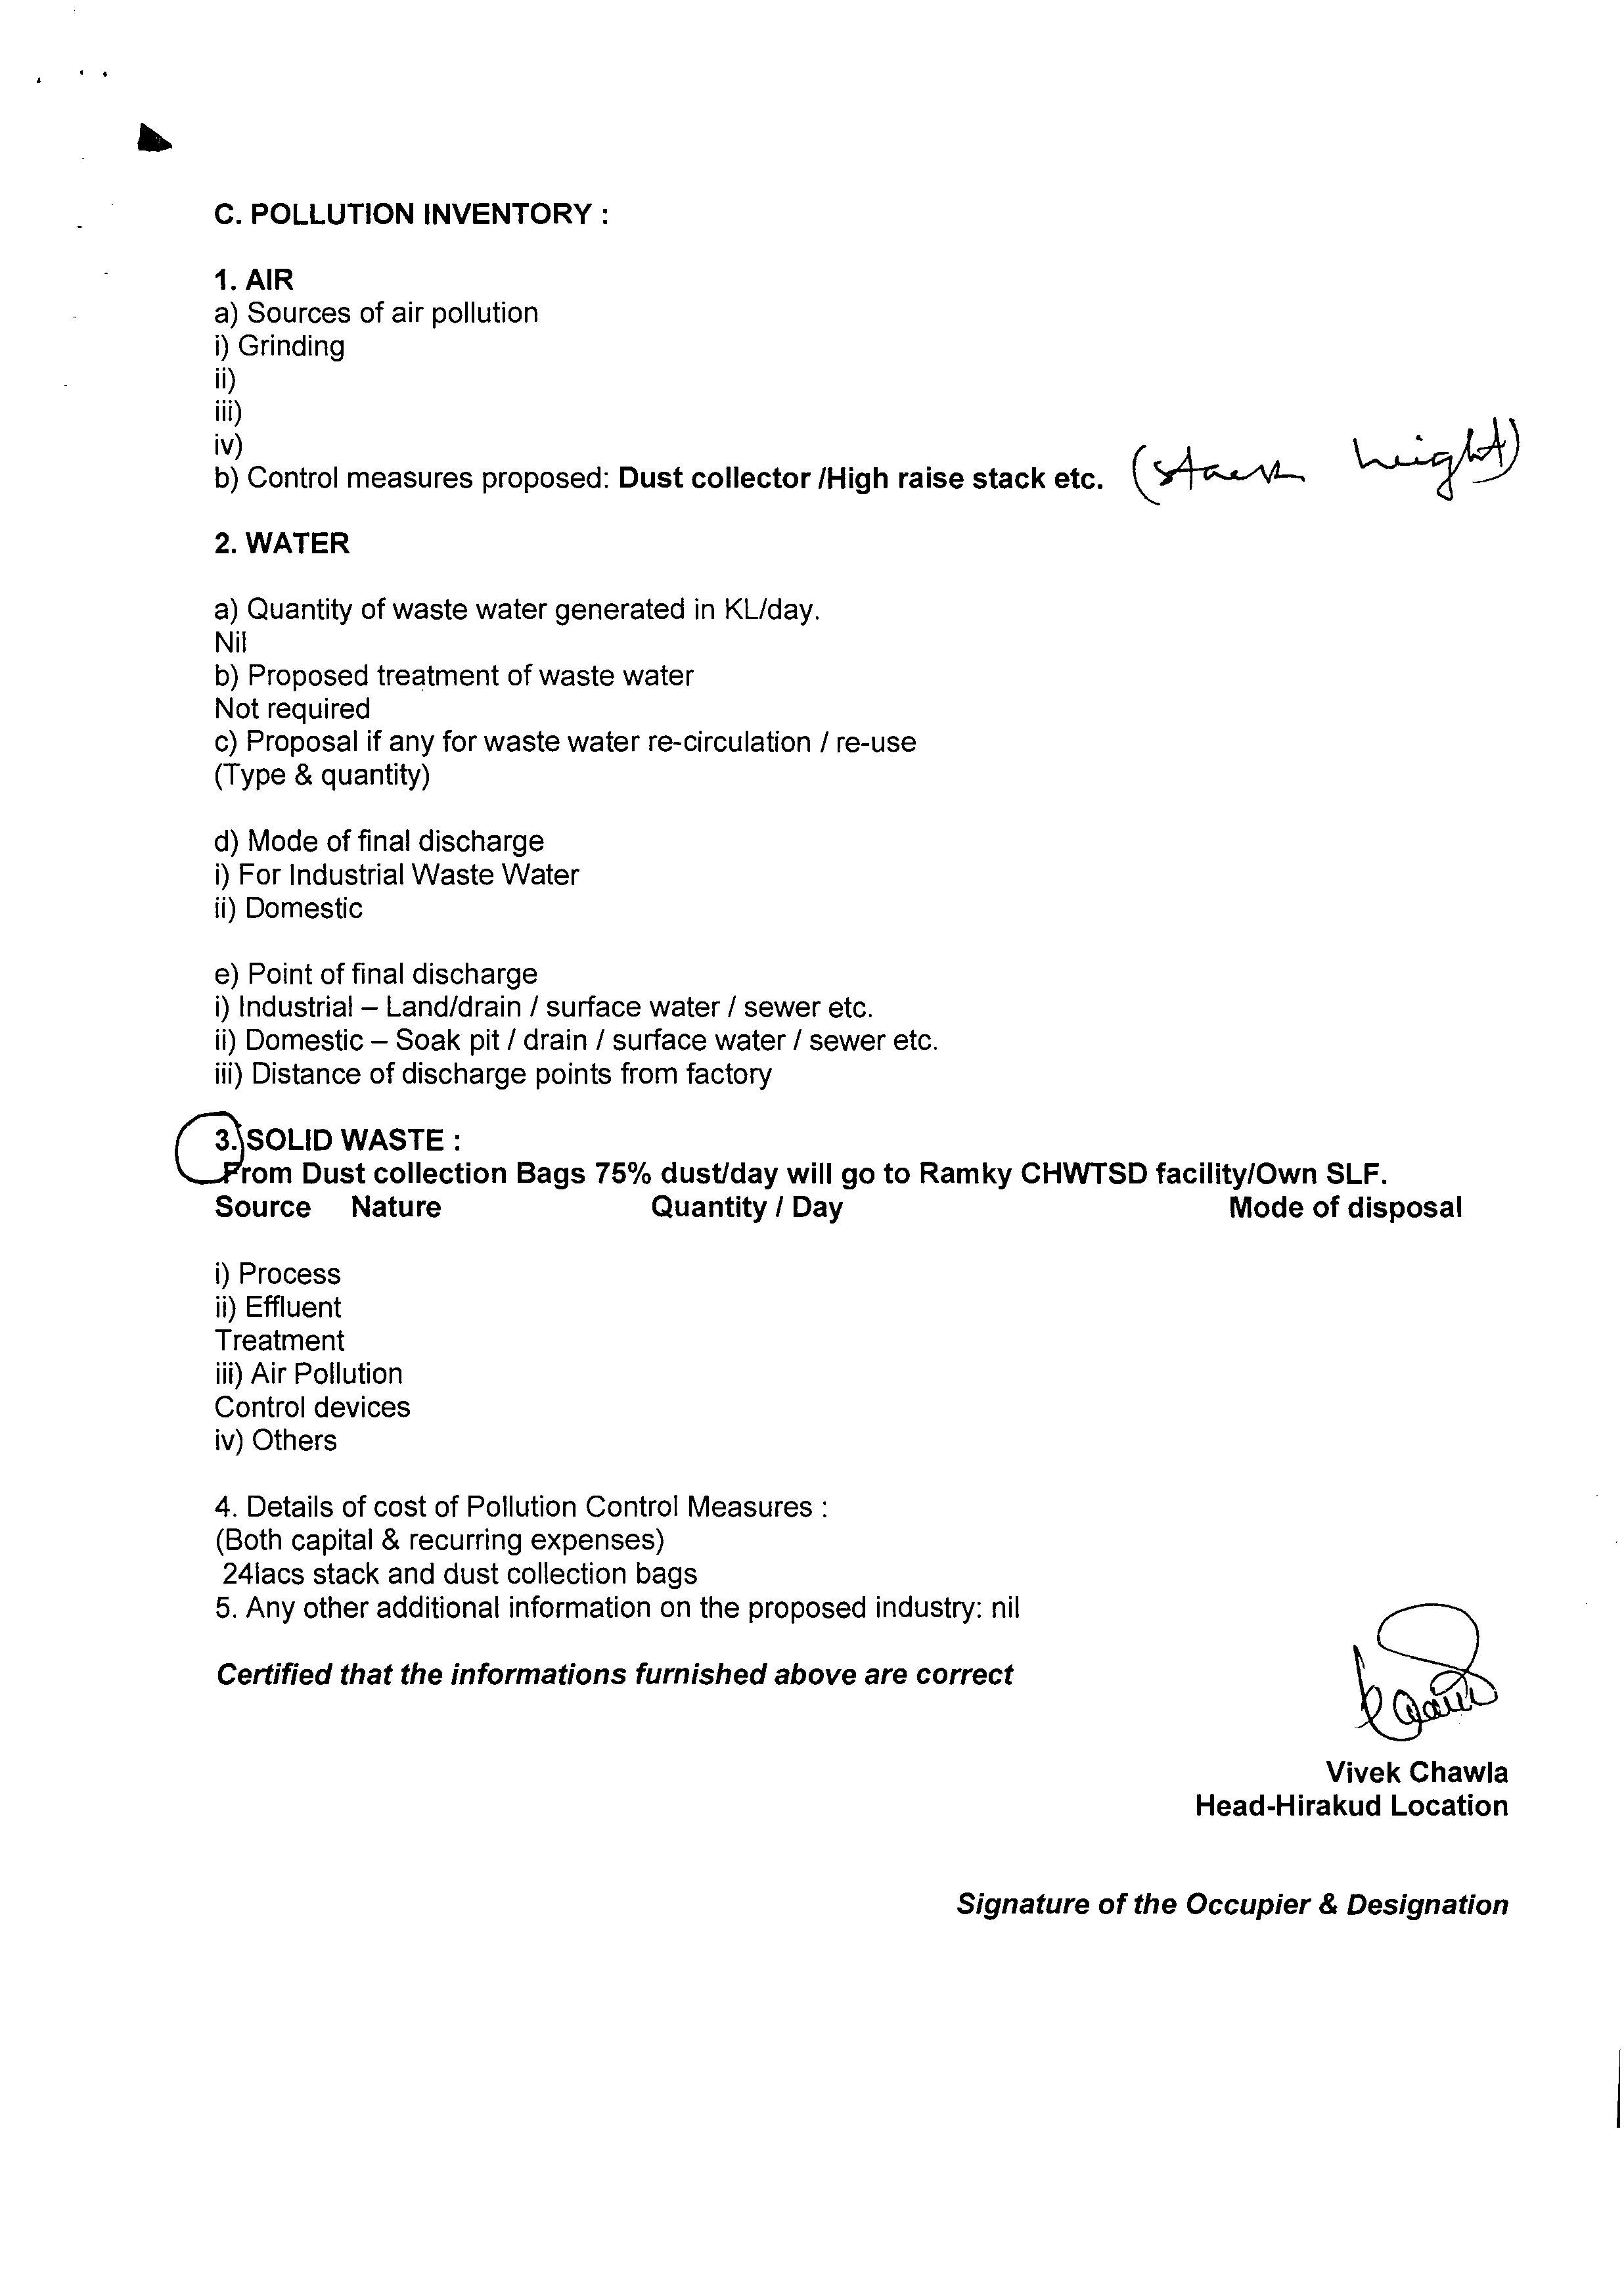 C. POLLUTION INVENTORY :
1. AIR
a) Sources of air pollution
i) Grinding
ii)
iii)
iv)
b) Control measures proposed: Dust collector /High raise stack etc. (stack height)
2. WATER
a) Quantity of waste water generated in KL/day.
Nil
b) Proposed treatment of waste water
Not required
c) Proposal if any for waste water re-circulation / re-use
(Type & quantity)
d) Mode of final discharge
i) For Industrial Waste Water
ii) Domestic
e) Point of final discharge
i) Industrial – Land/drain / surface water / sewer etc.
ii) Domestic – Soak pit / drain / surface water / sewer etc.
iii) Distance of discharge points from factory
3. SOLID WASTE :
From Dust collection Bags 75% dust/day will go to Ramky CHWTSD facility/Own SLF.
Source Nature Quantity / Day Mode of disposal
i) Process
ii) Effluent
Treatment
iii) Air Pollution
Control devices
iv) Others
4. Details of cost of Pollution Control Measures :
(Both capital & recurring expenses)
24lacs stack and dust collection bags
5. Any other additional information on the proposed industry: nil
Certified that the informations furnished above are correct
Vivek Chawla
Head-Hirakud Location
Signature of the Occupier & Designation